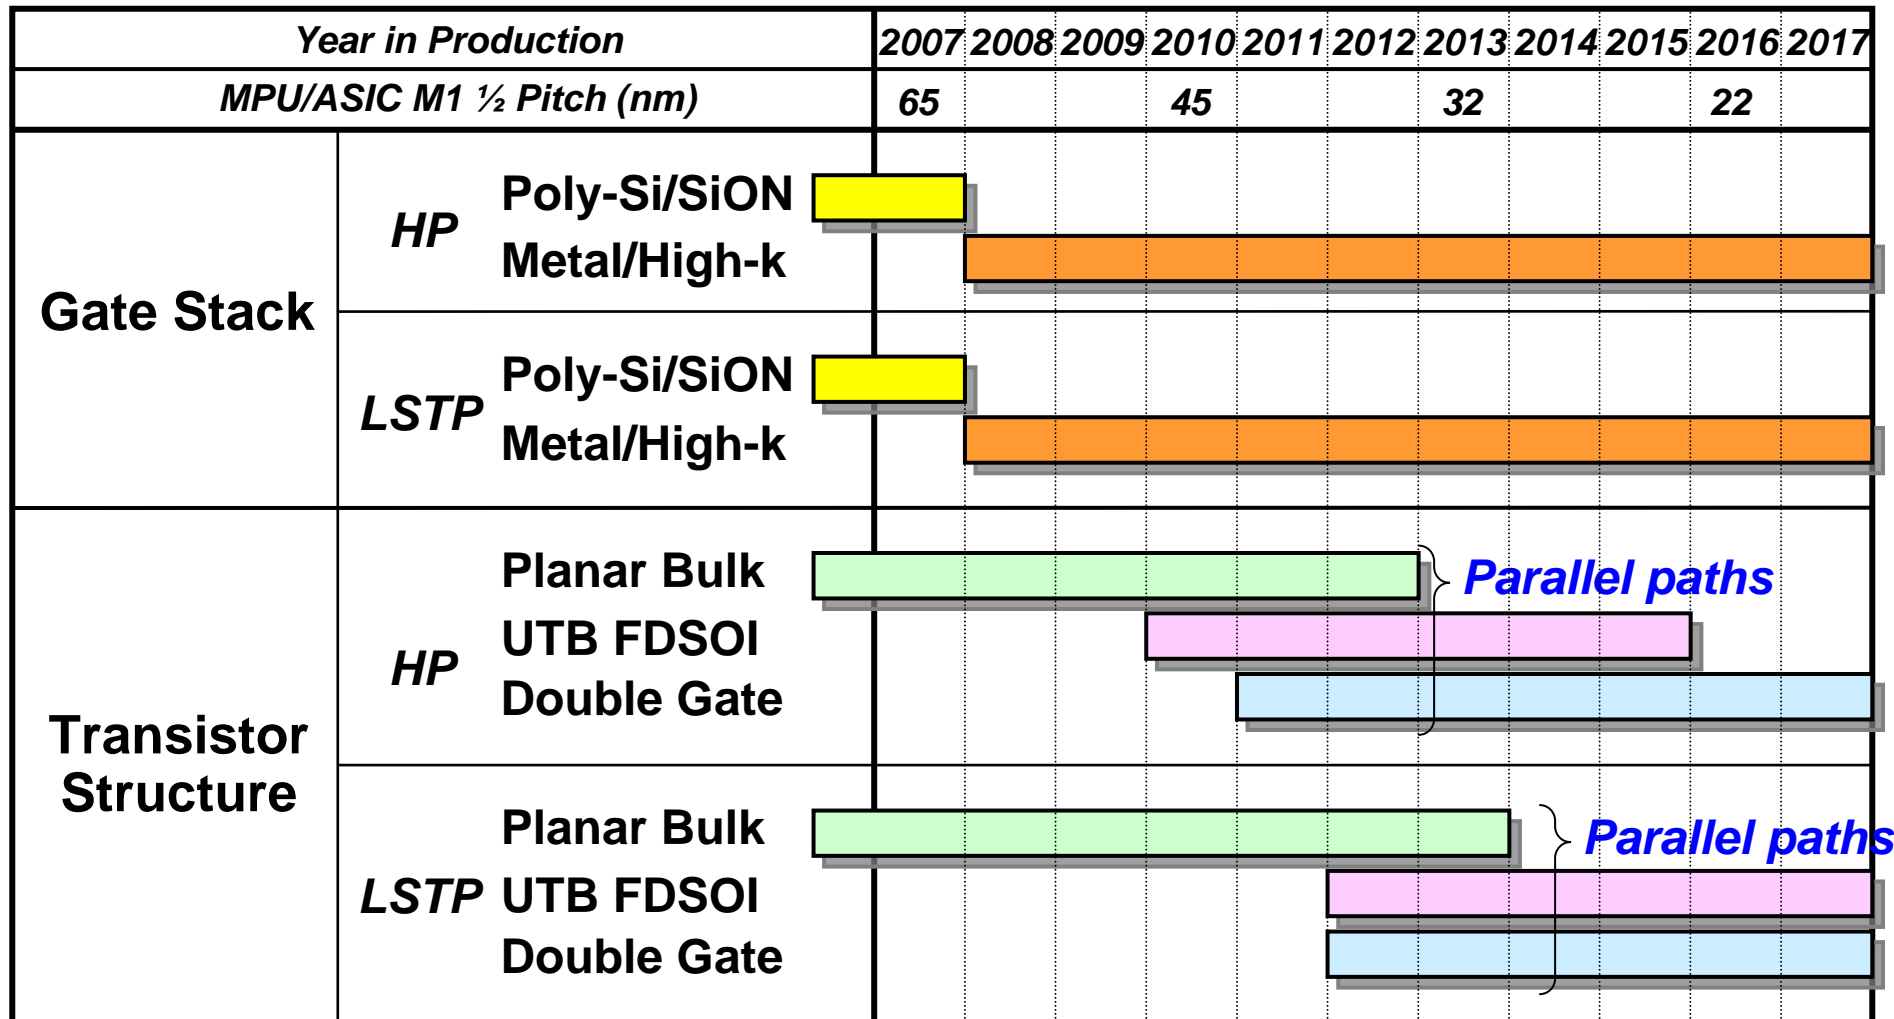 Year in Production 2007 2008 2009 2010 2011 2012 2013 2014 2015 2016 2017
MPU/ASIC M1 ½ Pitch (nm) 65 45 32 22
Gate Stack
HP
Poly-Si/SiON
Metal/High-k
LSTP
Poly-Si/SiON
Metal/High-k
Transistor
Structure
HP
Planar Bulk
UTB FDSOI
Double Gate
Parallel paths
LSTP
Planar Bulk
UTB FDSOI
Double Gate
Parallel paths